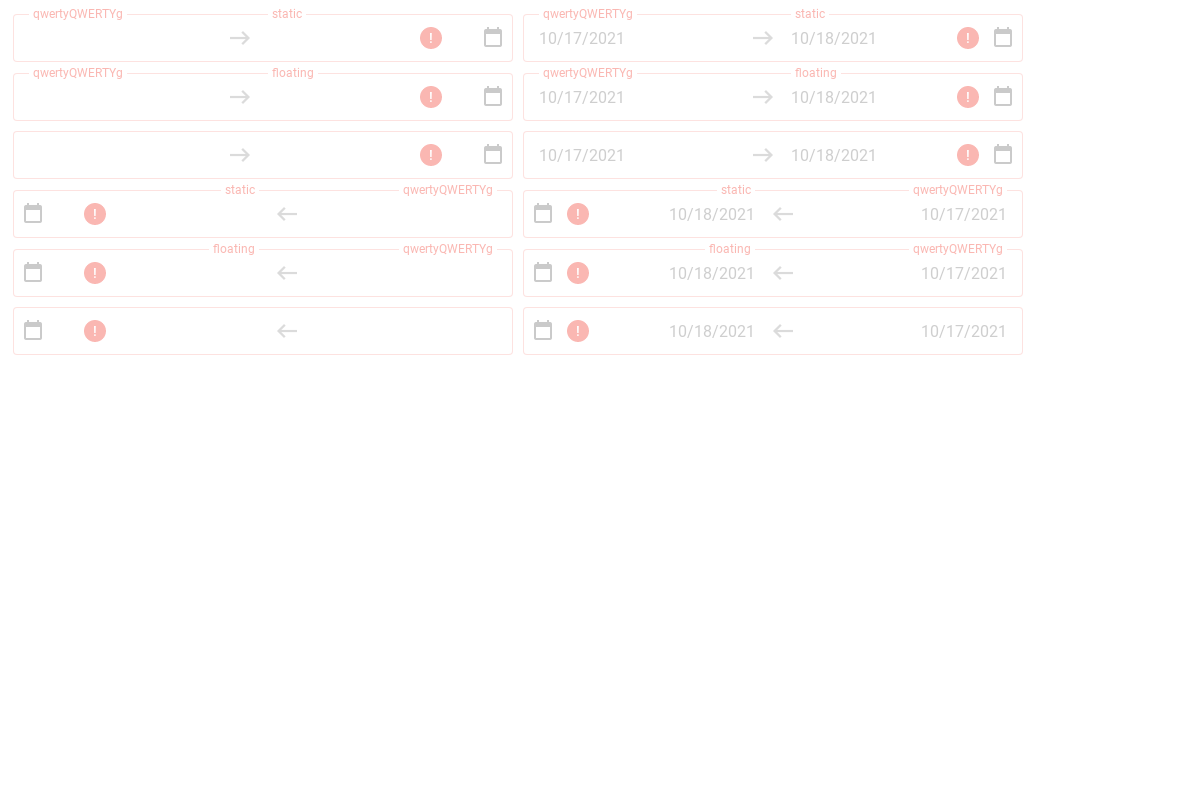 qwertyQWERTYg static qwertyQWERTYg static
! 10/17/2021 10/18/2021 !
qwertyQWERTYg floating qwertyQWERTYg floating
! 10/17/2021 10/18/2021 !
! 10/17/2021 10/18/2021 !
static qwertyQWERTYg static qwertyQWERTYg
! ! 10/18/2021 10/17/2021
floating qwertyQWERTYg floating qwertyQWERTYg
! ! 10/18/2021 10/17/2021
! ! 10/18/2021 10/17/2021